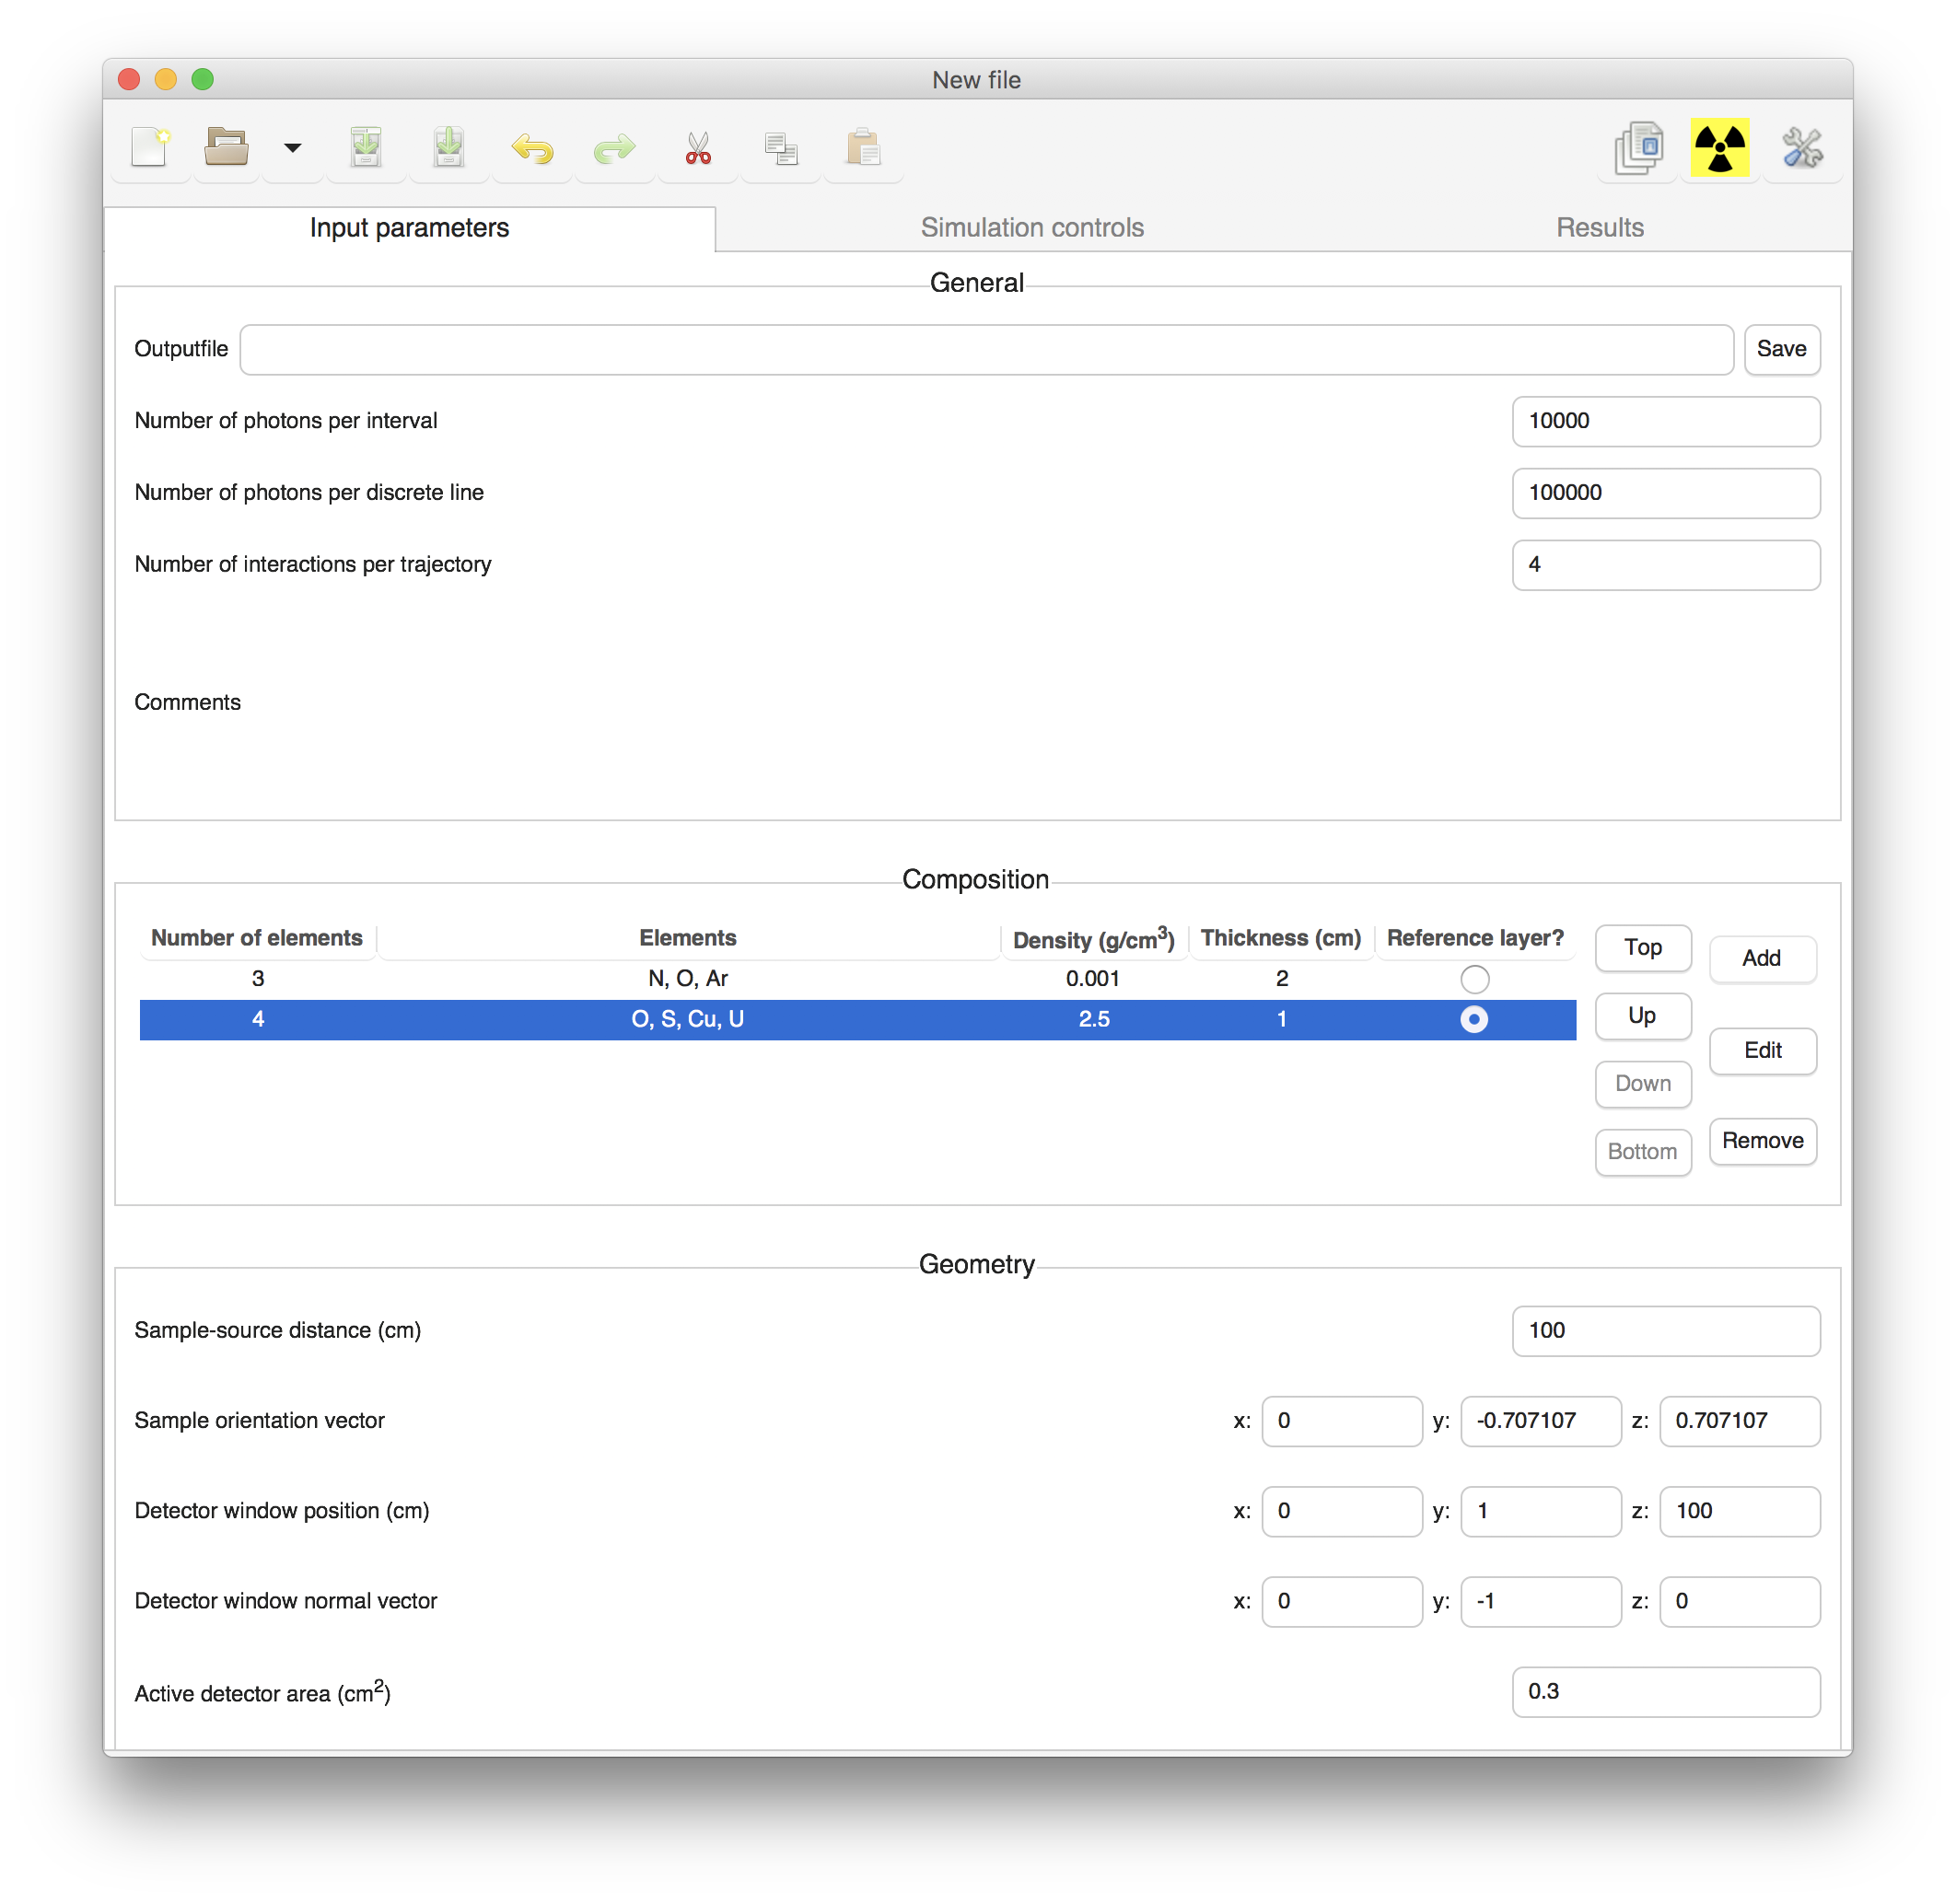 New file
Input parameters Simulation controls Results
General
Outputfile Save
Number of photons per interval 10000
Number of photons per discrete line 100000
Number of interactions per trajectory 4
Comments
Composition
Number of elements Elements Density (g/cm³) Thickness (cm) Reference layer?
3 N, O, Ar 0.001 2
4 O, S, Cu, U 2.5 1
Top Add
Up
Edit
Down
Remove
Bottom
Geometry
Sample-source distance (cm) 100
Sample orientation vector x: 0 y: -0.707107 z: 0.707107
Detector window position (cm) x: 0 y: 1 z: 100
Detector window normal vector x: 0 y: -1 z: 0
Active detector area (cm²) 0.3